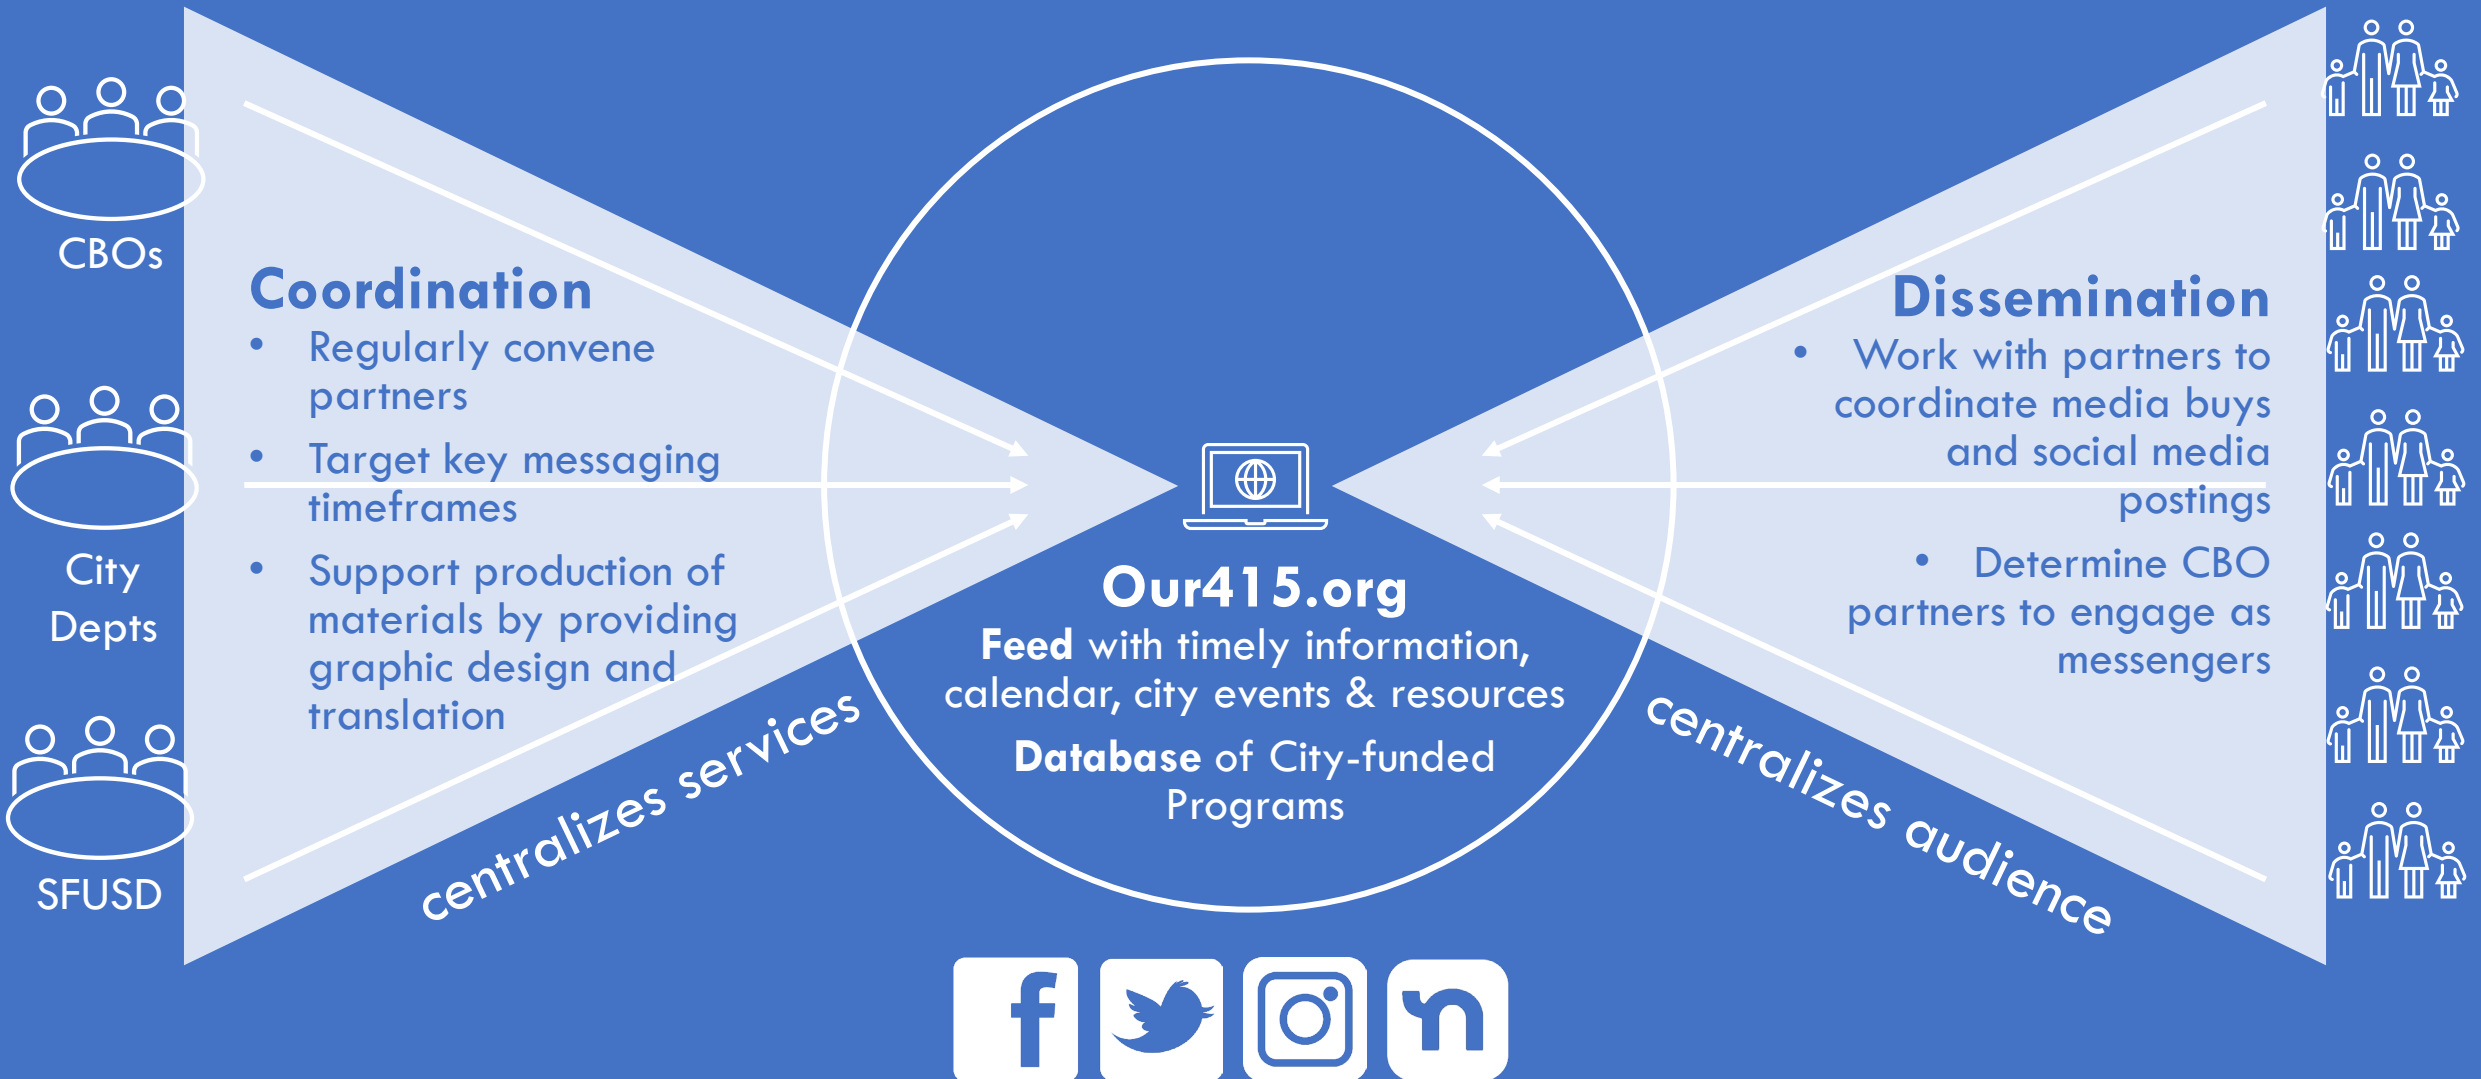 CBOs
City
Depts
SFUSD
Coordination
• Regularly convene
partners
• Target key messaging
timeframes
• Support production of
materials by providing
graphic design and
translation
centralizes services
Our415.org
Feed with timely information,
calendar, city events & resources
Database of City-funded
Programs
Dissemination
• Work with partners to
coordinate media buys
and social media
postings
• Determine CBO
partners to engage as
messengers
centralizes audience
f
n